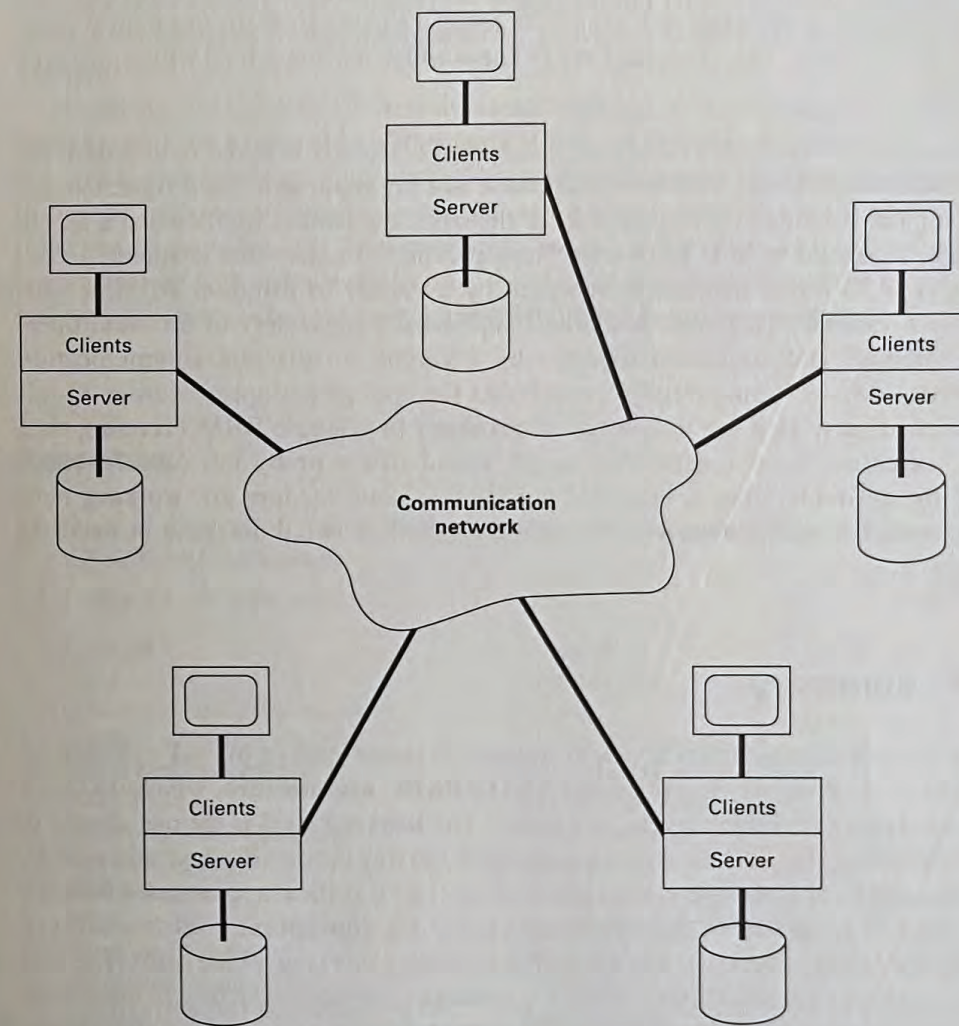 Clients
Server
Clients
Server
Clients
Server
Communication
network
Clients
Server
Clients
Server